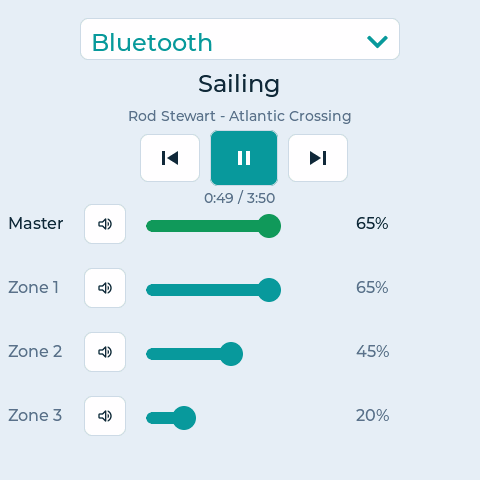 Bluetooth
Sailing
Rod Stewart - Atlantic Crossing
0:49 / 3:50
Master 65%
Zone 1 65%
Zone 2 45%
Zone 3 20%